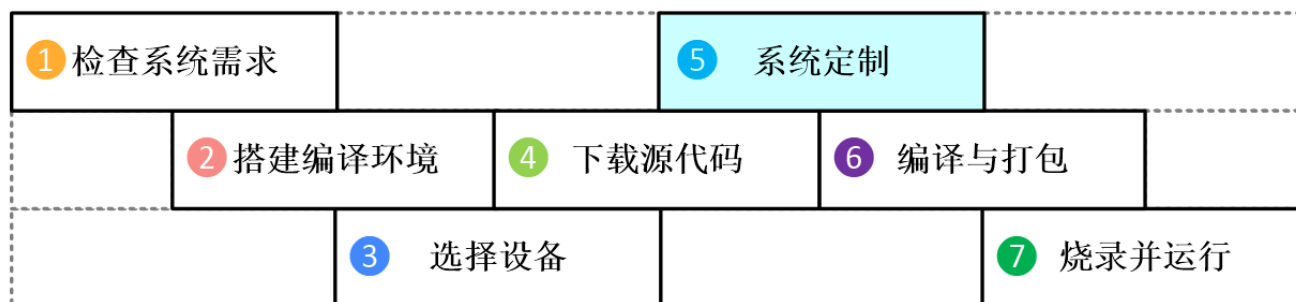 1 检查系统需求
5 系统定制
2 搭建编译环境
4 下载源代码
6 编译与打包
3 选择设备
7 烧录并运行